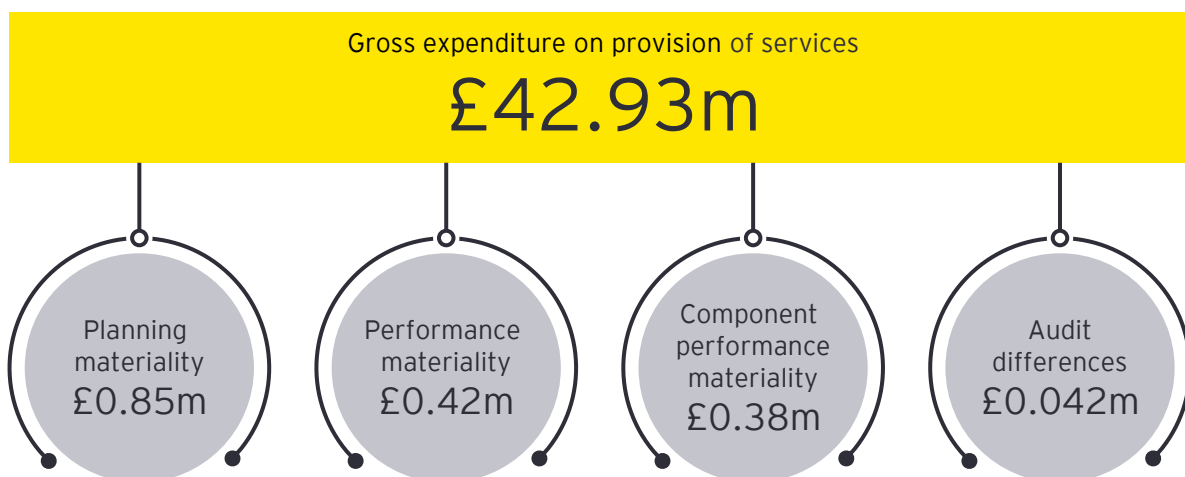 Gross expenditure on provision of services
£42.93m
Planning
materiality
£0.85m
Performance
materiality
£0.42m
Component
performance
materiality
£0.38m
Audit
differences
£0.042m